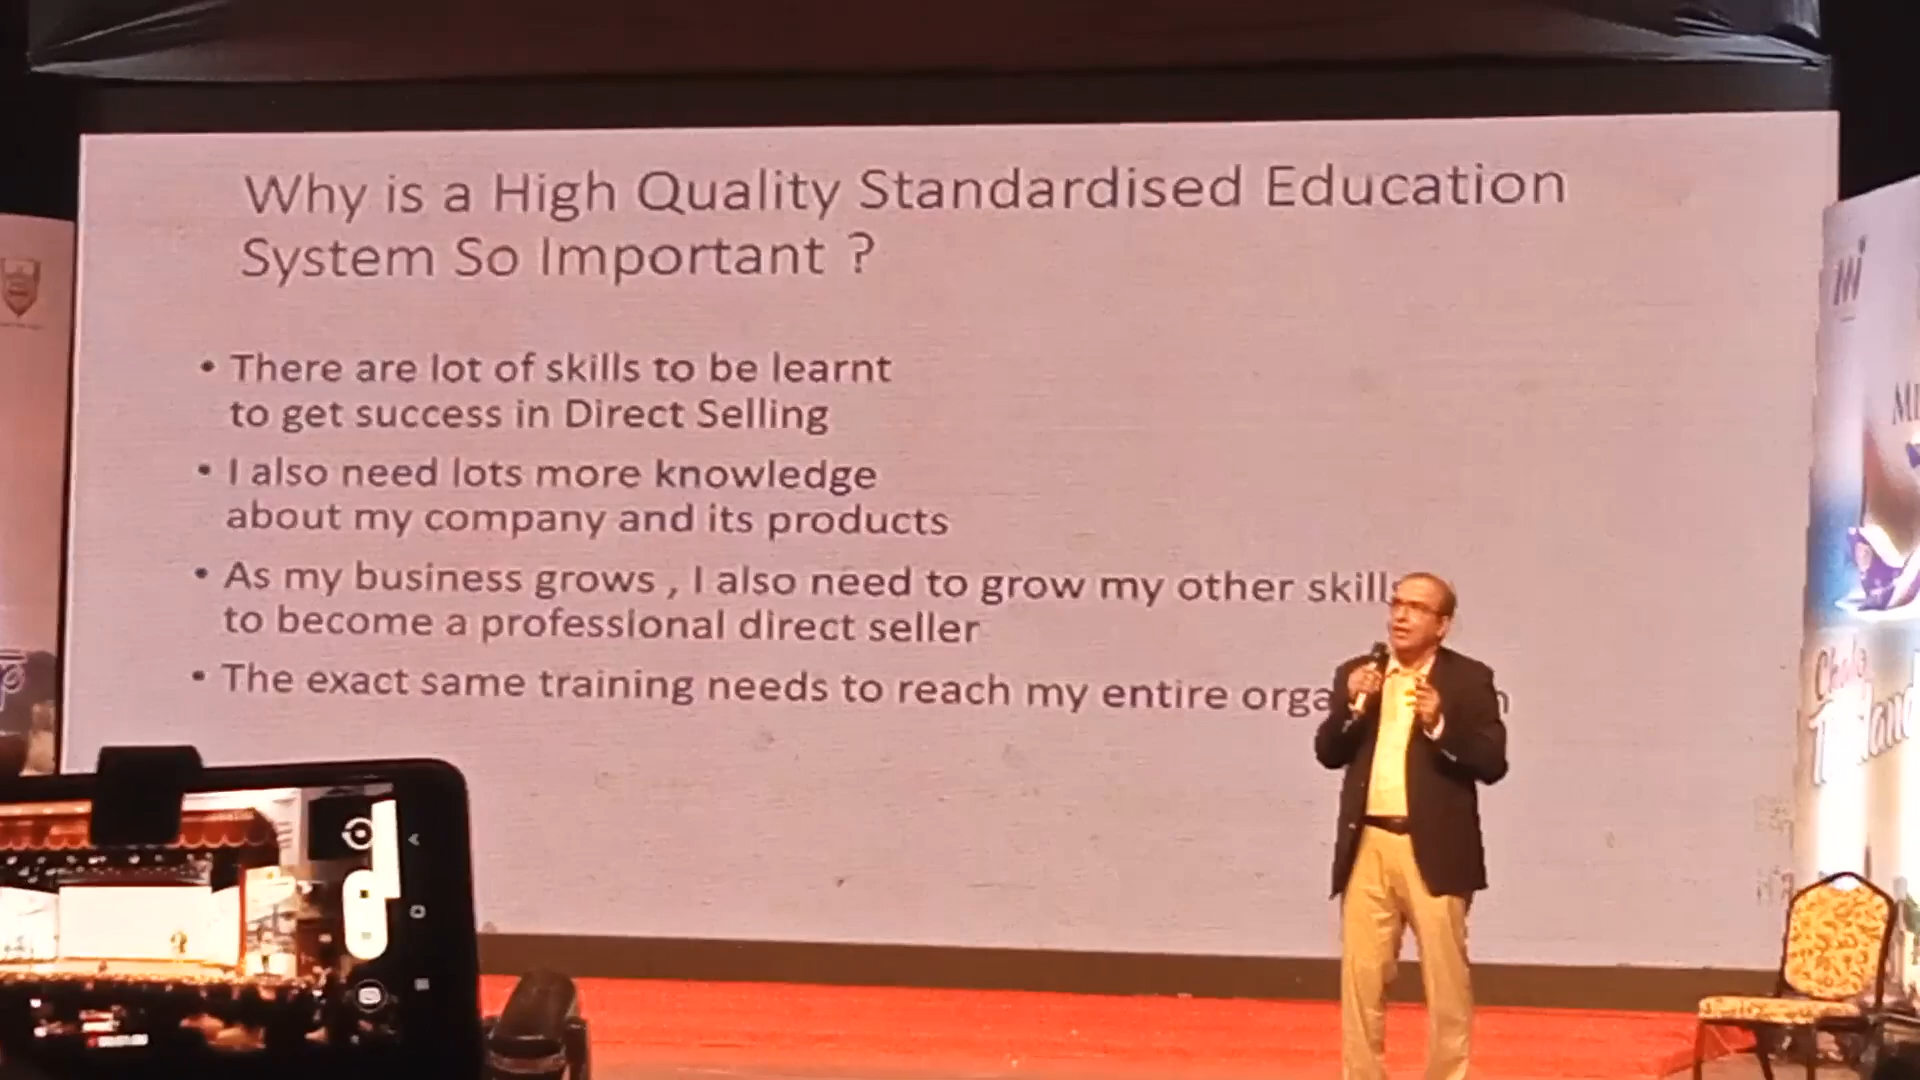 Why is a High Quality Standardised Education
System So Important ?
• There are lot of skills to be learnt
to get success in Direct Selling
• I also need lots more knowledge
about my company and its products
• As my business grows , I also need to grow my other skills
to become a professional direct seller
• The exact same training needs to reach my entire